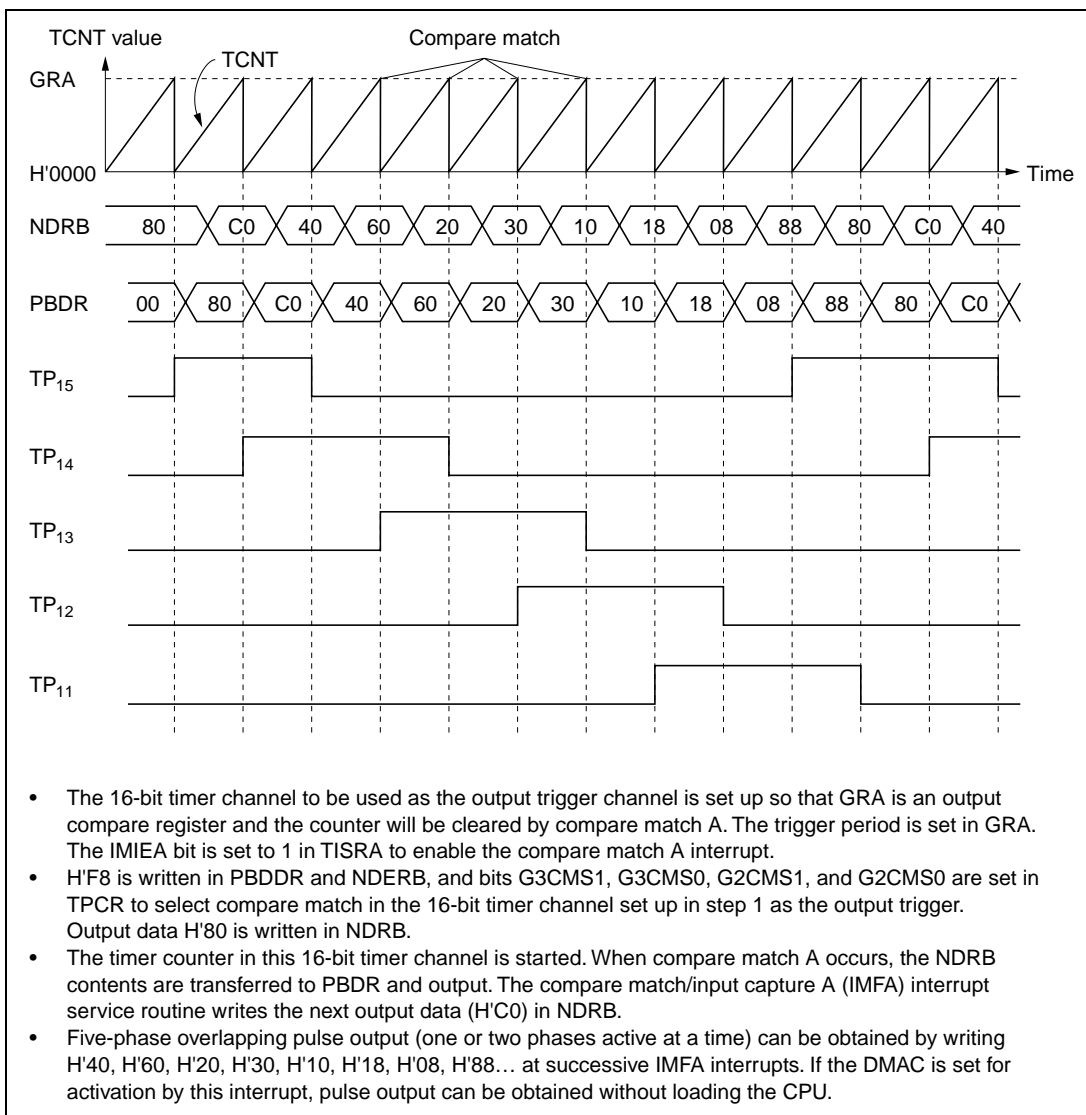 TCNT value
Compare match
TCNT
GRA
H'0000
Time
NDRB 80 C0 40 60 20 30 10 18 08 88 80 C0 40
PBDR 00 80 C0 40 60 20 30 10 18 08 88 80 C0
TP15
TP14
TP13
TP12
TP11
• The 16-bit timer channel to be used as the output trigger channel is set up so that GRA is an output
compare register and the counter will be cleared by compare match A. The trigger period is set in GRA.
The IMIEA bit is set to 1 in TISRA to enable the compare match A interrupt.
• H'F8 is written in PBDDR and NDERB, and bits G3CMS1, G3CMS0, G2CMS1, and G2CMS0 are set in
TPCR to select compare match in the 16-bit timer channel set up in step 1 as the output trigger.
Output data H'80 is written in NDRB.
• The timer counter in this 16-bit timer channel is started. When compare match A occurs, the NDRB
contents are transferred to PBDR and output. The compare match/input capture A (IMFA) interrupt
service routine writes the next output data (H'C0) in NDRB.
• Five-phase overlapping pulse output (one or two phases active at a time) can be obtained by writing
H'40, H'60, H'20, H'30, H'10, H'18, H'08, H'88… at successive IMFA interrupts. If the DMAC is set for
activation by this interrupt, pulse output can be obtained without loading the CPU.